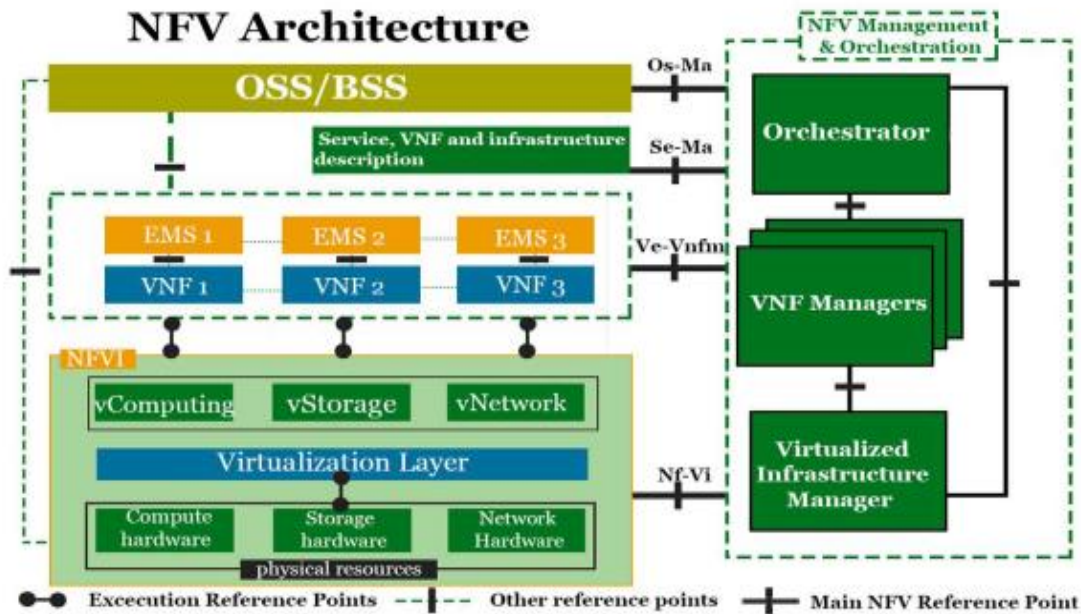 NFV Architecture
NFV Management
& Orchestration
OSS/BSS
Os-Ma
Orchestrator
Service, VNF and infrastructure
description
Se-Ma
EMS 1
EMS 2
EMS 3
Ve-Vnfm
VNF 1
VNF 2
VNF 3
VNF Managers
NFVI
vComputing
vStorage
vNetwork
Virtualization Layer
Nf-Vi
Virtualized
Infrastructure
Manager
Compute
hardware
Storage
hardware
Network
Hardware
physical resources
Excecution Reference Points
Other reference points
Main NFV Reference Point